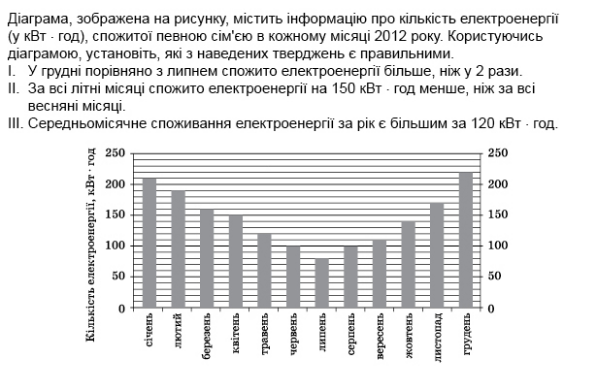 Діаграма, зображена на рисунку, містить інформацію про кількість електроенергії
(у кВт · год), спожитої певною сім'єю в кожному місяці 2012 року. Користуючись
діаграмою, установіть, які з наведених тверджень є правильними.
I. У грудні порівняно з липнем спожито електроенергії більше, ніж у 2 рази.
II. За всі літні місяці спожито електроенергії на 150 кВт · год менше, ніж за всі
весняні місяці.
III. Середньомісячне споживання електроенергії за рік є більшим за 120 кВт · год.
Кількість електроенергії, кВт · год
250
200
150
100
50
0
250
200
150
100
50
0
січень
лютий
березень
квітень
травень
червень
липень
серпень
вересень
жовтень
листопад
грудень